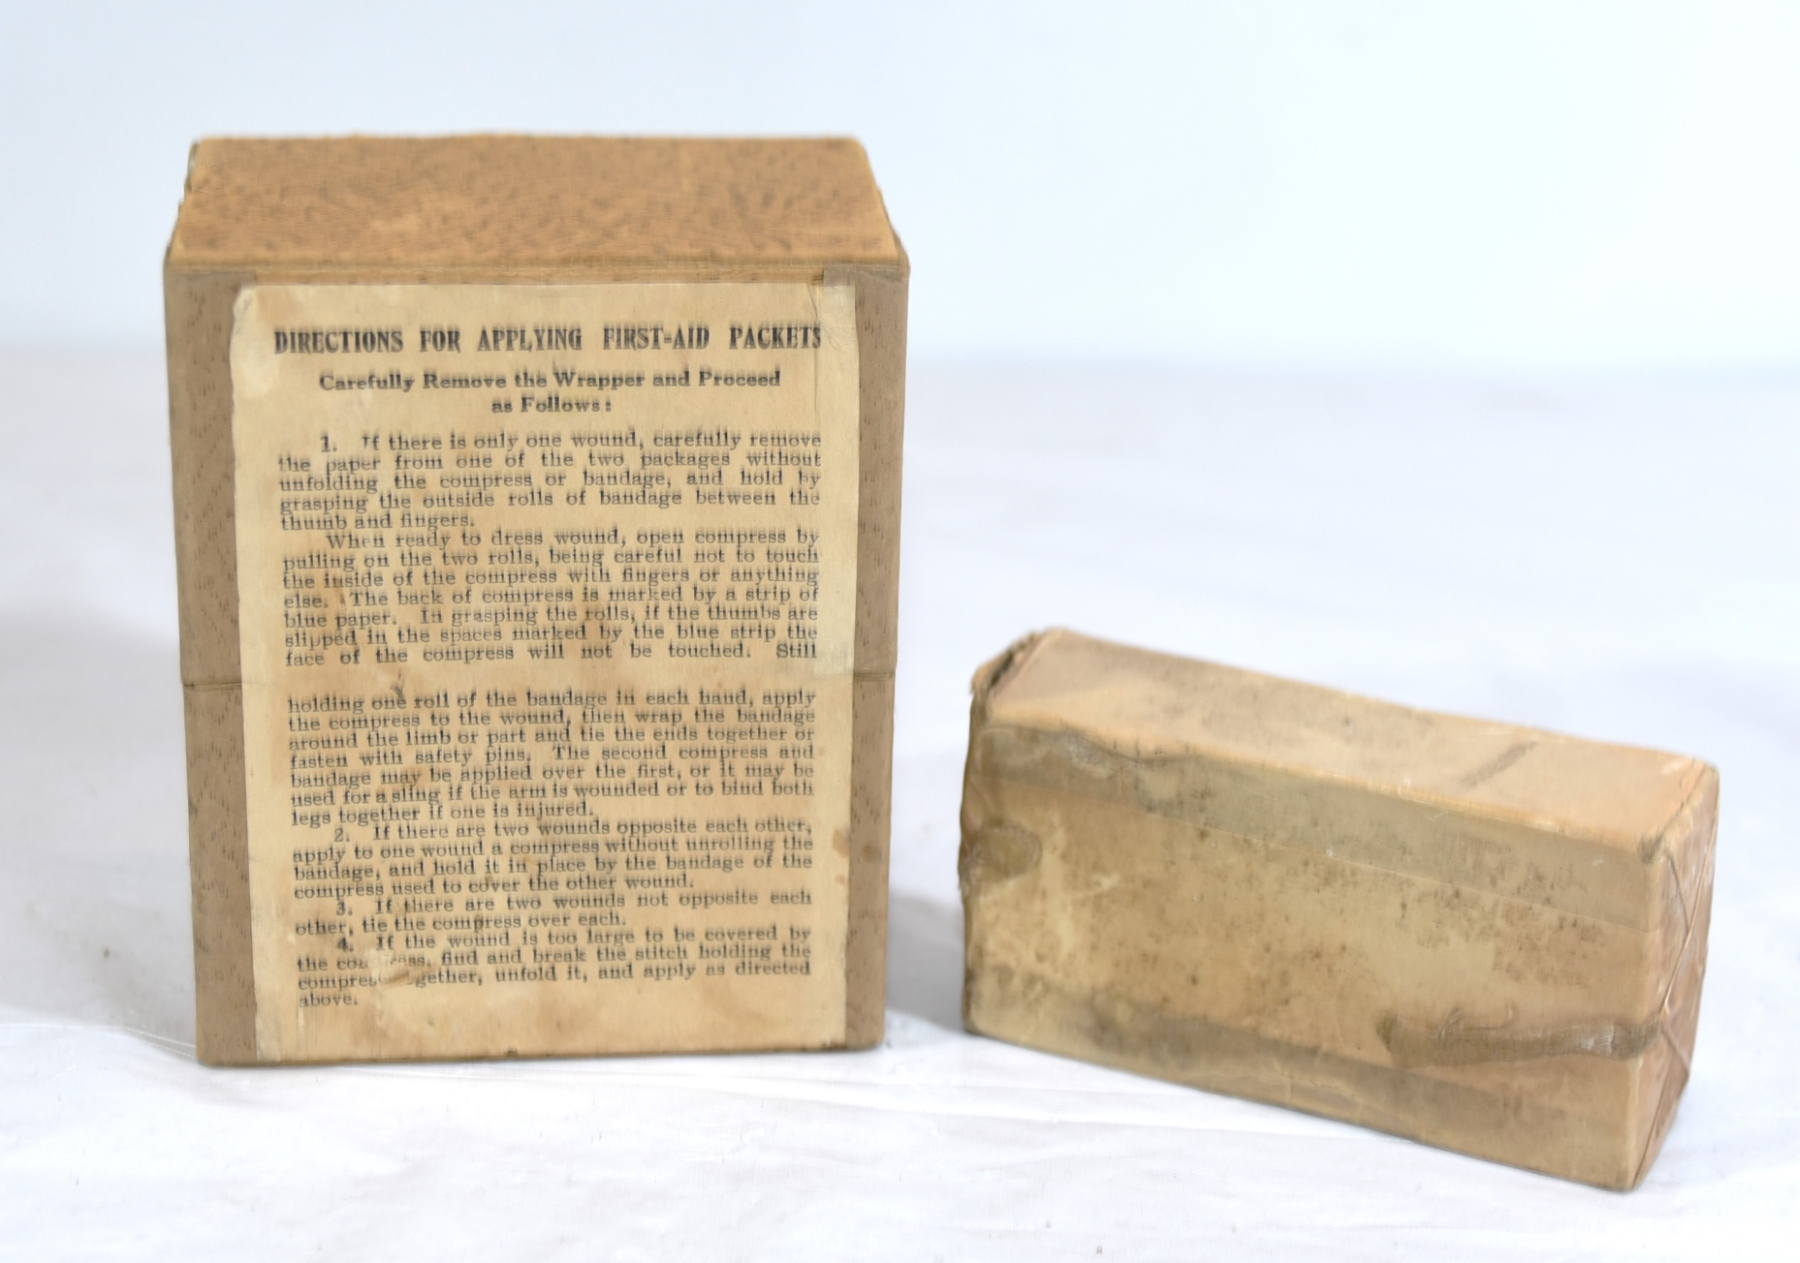 DIRECTIONS FOR APPLYING FIRST-AID PACKETS
Carefully Remove the Wrapper and Proceed
as Follows:
1. If there is only one wound, carefully remove
the paper from one of the two packages without
unfolding the compress or bandage, and hold by
grasping the outside rolls of bandage between the
thumb and fingers.
When ready to dress wound, open compress by
pulling on the two rolls, being careful not to touch
the inside of the compress with fingers or anything
else. The back of compress is marked by a strip of
blue paper. In grasping the rolls, if the thumbs are
slipped in the spaces marked by the blue strip the
face of the compress will not be touched. Still
holding one roll of the bandage in each hand, apply
the compress to the wound, then wrap the bandage
around the limb or part and tie the ends together or
fasten with safety pins. The second compress and
bandage may be applied over the first, or it may be
used for a sling if the arm is wounded or to bind both
legs together if one is injured.
2. If there are two wounds opposite each other,
apply to one wound a compress without unrolling the
bandage, and hold it in place by the bandage of the
compress used to cover the other wound.
3. If there are two wounds not opposite each
other, tie the compress over each.
4. If the wound is too large to be covered by
the find and break the stitch holding the
unfold it, and apply as directed
above.